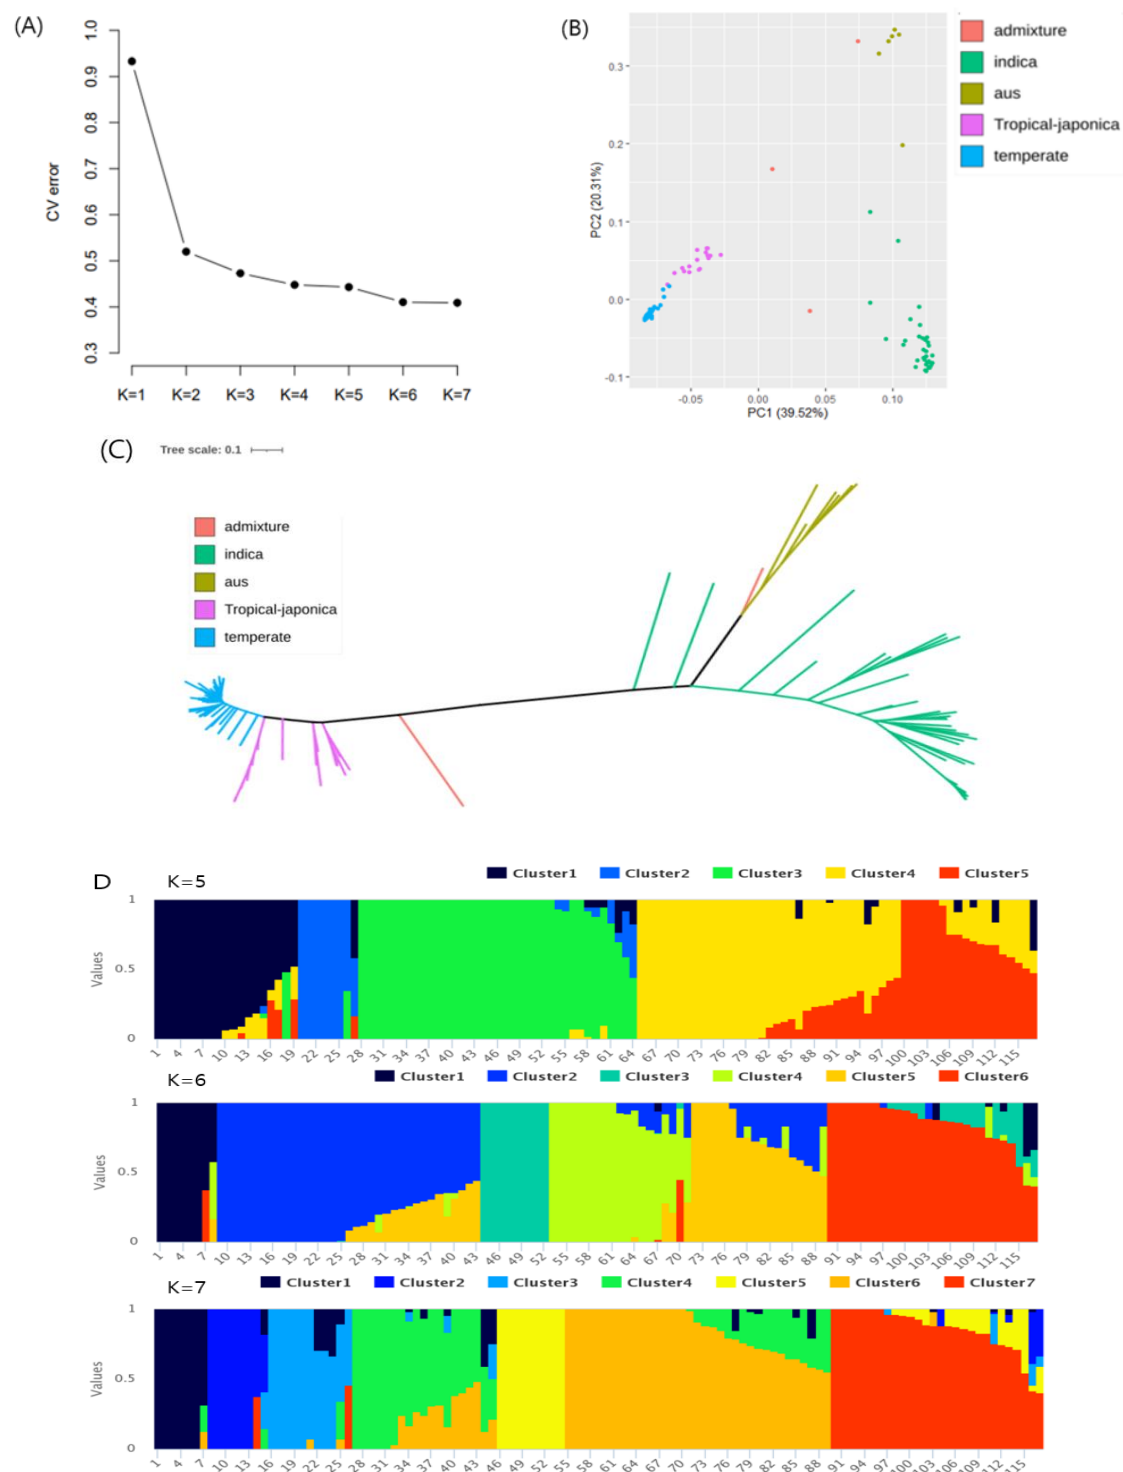 (A)
1.0
0.9
0.8
0.7
0.6
0.5
0.4
0.3
CV error
K=1 K=2 K=3 K=4 K=5 K=6 K=7
(B)
0.3
0.2
0.1
0.0
-0.1
PC2 (20.31%)
-0.05 0.00 0.05 0.10
PC1 (39.52%)
admixture
indica
aus
Tropical-japonica
temperate
(C)
Tree scale: 0.1
admixture
indica
aus
Tropical-japonica
temperate
D
K=5
Cluster1 Cluster2 Cluster3 Cluster4 Cluster5
1
0.5
0
Values
1 4 7 10 13 16 19 22 25 28 31 34 37 40 43 46 49 52 55 58 61 64 67 70 73 76 79 82 85 88 91 94 97 100 103 106 109 112 115
K=6
Cluster1 Cluster2 Cluster3 Cluster4 Cluster5 Cluster6
1
0.5
0
Values
1 4 7 10 13 16 19 22 25 28 31 34 37 40 43 46 49 52 55 58 61 64 67 70 73 76 79 82 85 88 91 94 97 100 103 106 109 112 115
K=7
Cluster1 Cluster2 Cluster3 Cluster4 Cluster5 Cluster6 Cluster7
1
0.5
0
Values
1 4 7 10 13 16 19 22 25 28 31 34 37 40 43 46 49 52 55 58 61 64 67 70 73 76 79 82 85 88 91 94 97 100 103 106 109 112 115